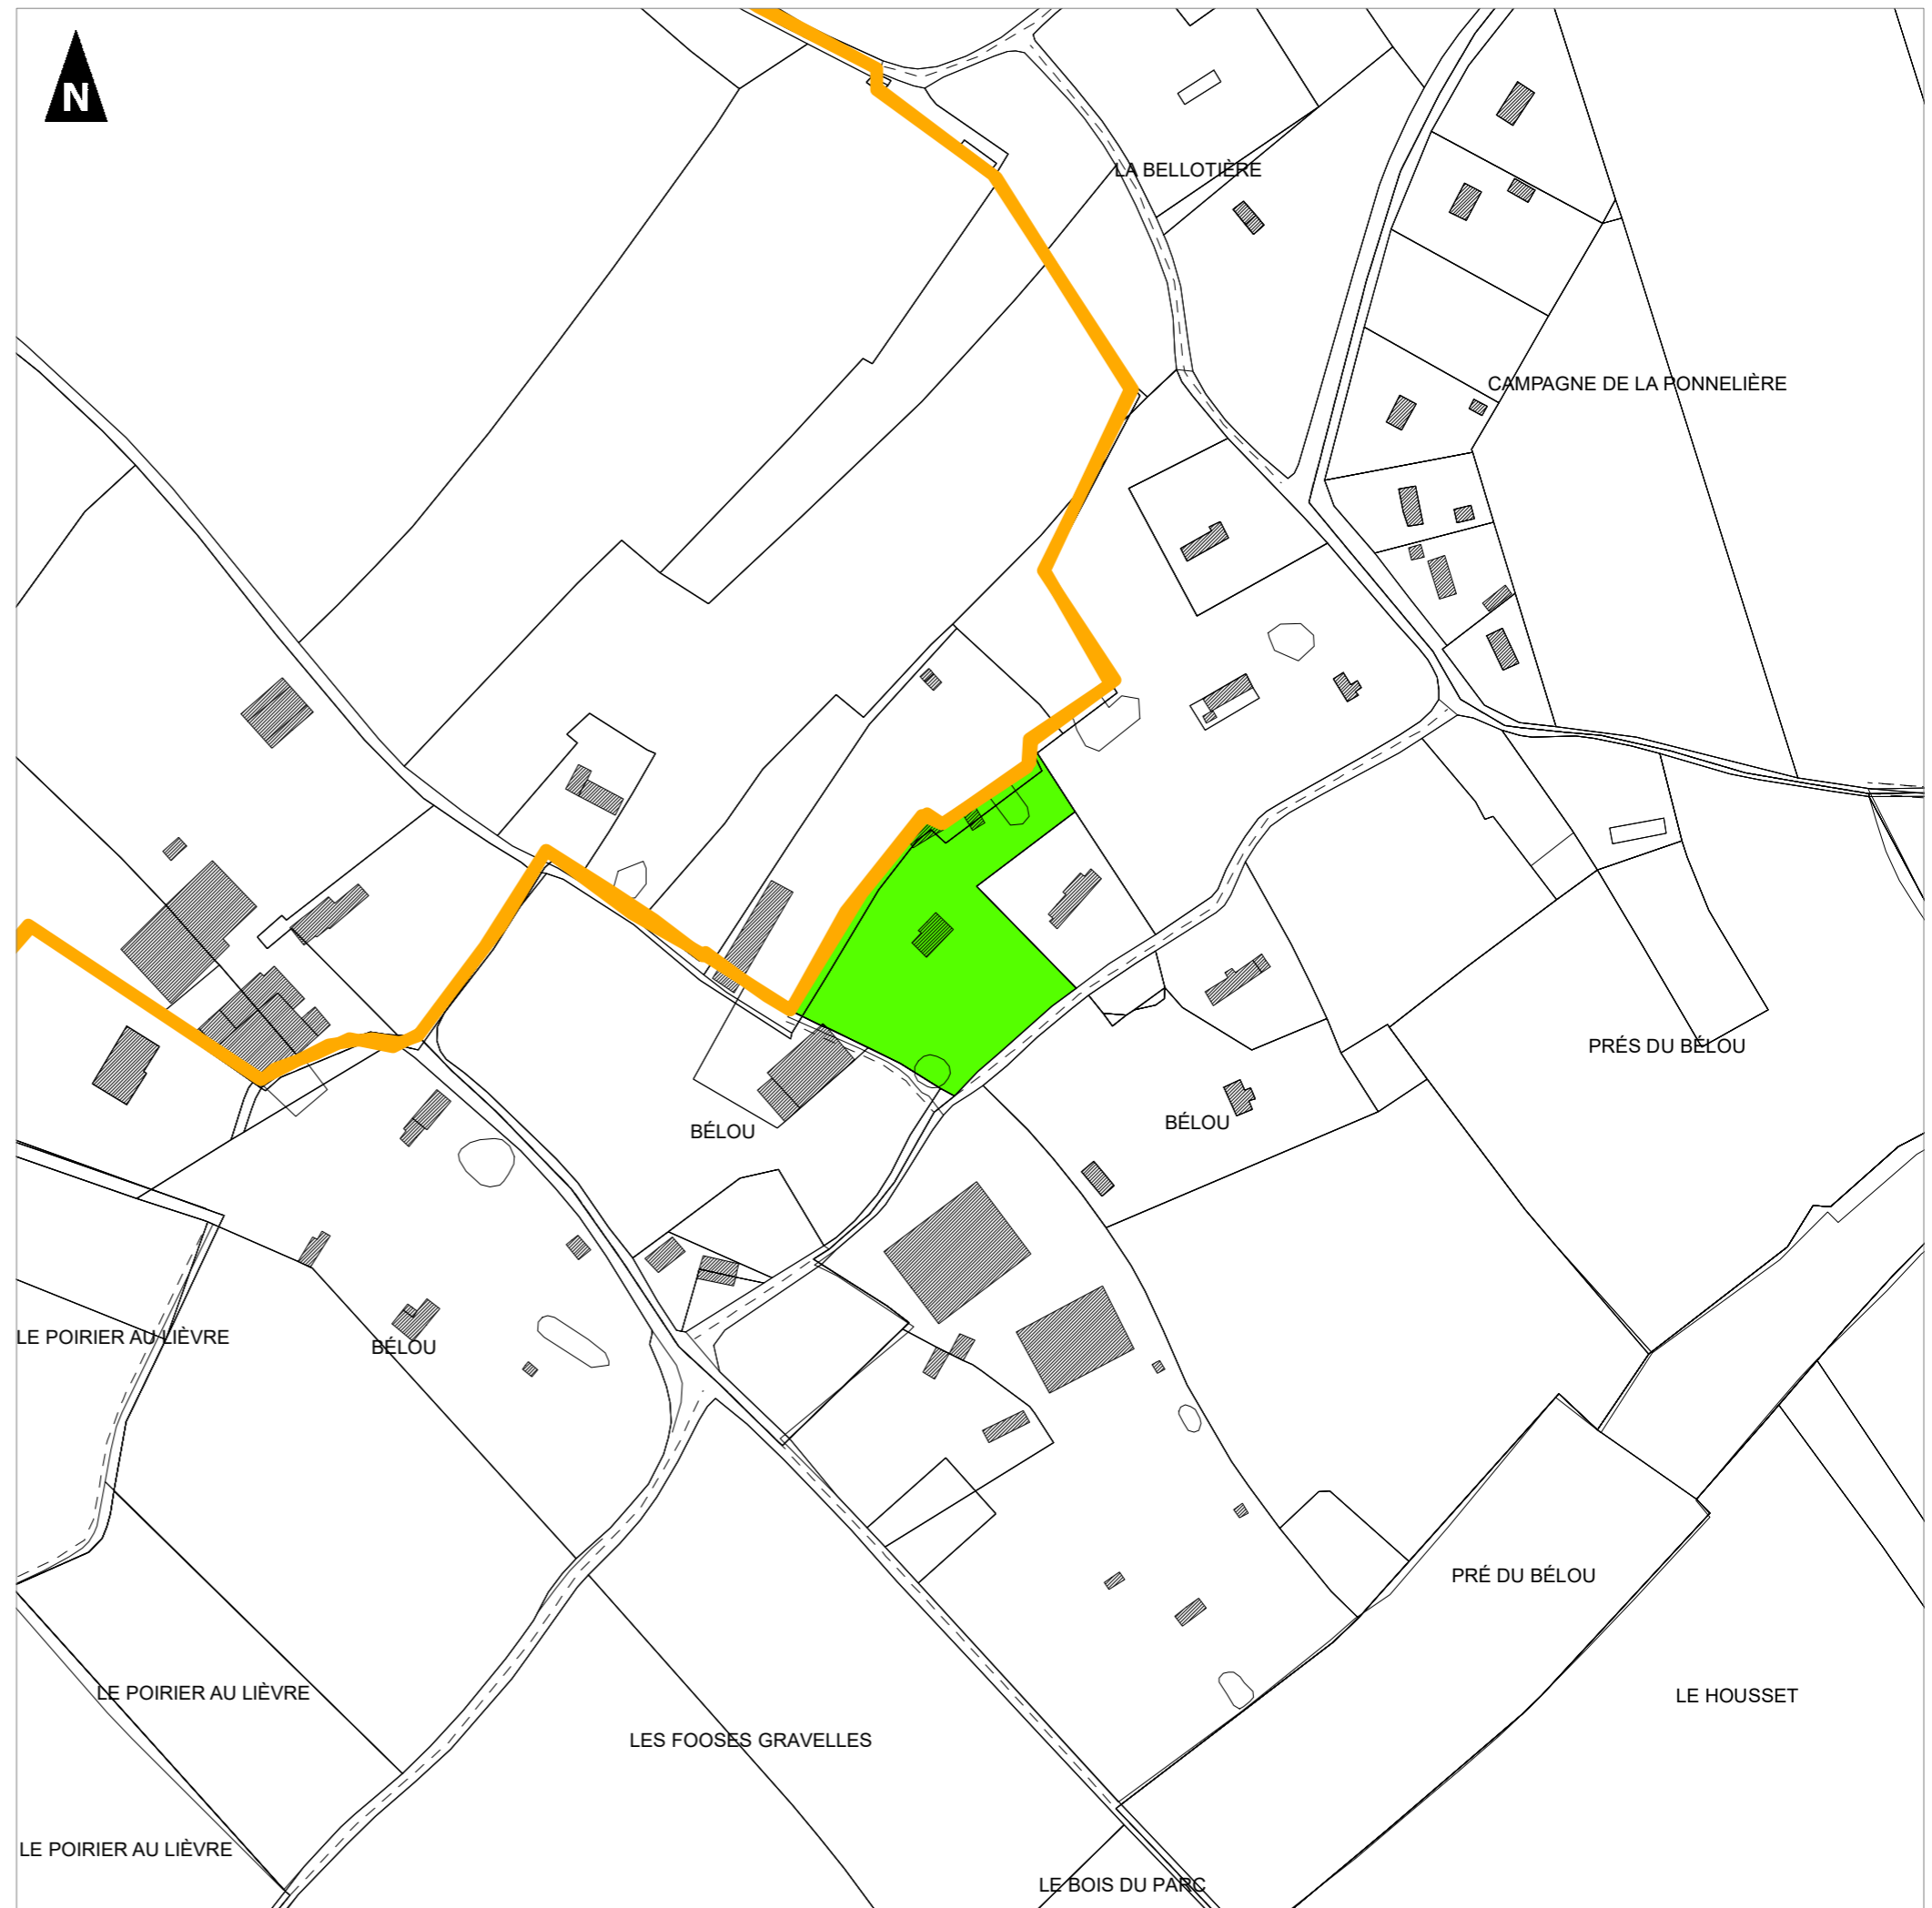 N
LA BELLOTIÈRE
CAMPAGNE DE LA PONNELIÈRE
PRÉS DU BÉLOU
BÉLOU
BÉLOU
LE POIRIER AU LIÈVRE
BÉLOU
PRÉ DU BÉLOU
LE POIRIER AU LIÈVRE
LE HOUSSET
LES FOOSES GRAVELLES
LE POIRIER AU LIÈVRE
LE BOIS DU PARC